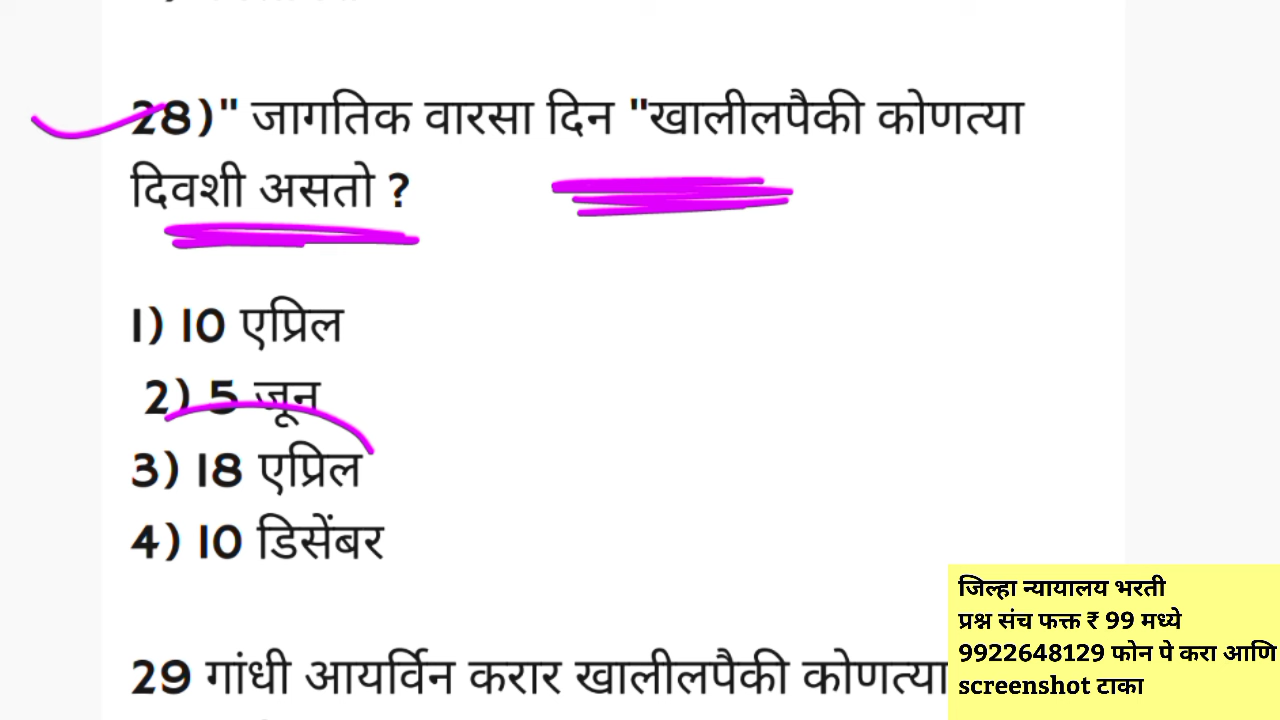 28)" जागतिक वारसा दिन "खालीलपैकी कोणत्या
दिवशी असतो ?
1) 10 एप्रिल
2) 5 जून
3) 18 एप्रिल
4) 10 डिसेंबर
29 गांधी आयर्विन करार खालीलपैकी कोणत्या
जिल्हा न्यायालय भरती
प्रश्न संच फक्त ₹ 99 मध्ये
9922648129 फोन पे करा आणि
screenshot टाका